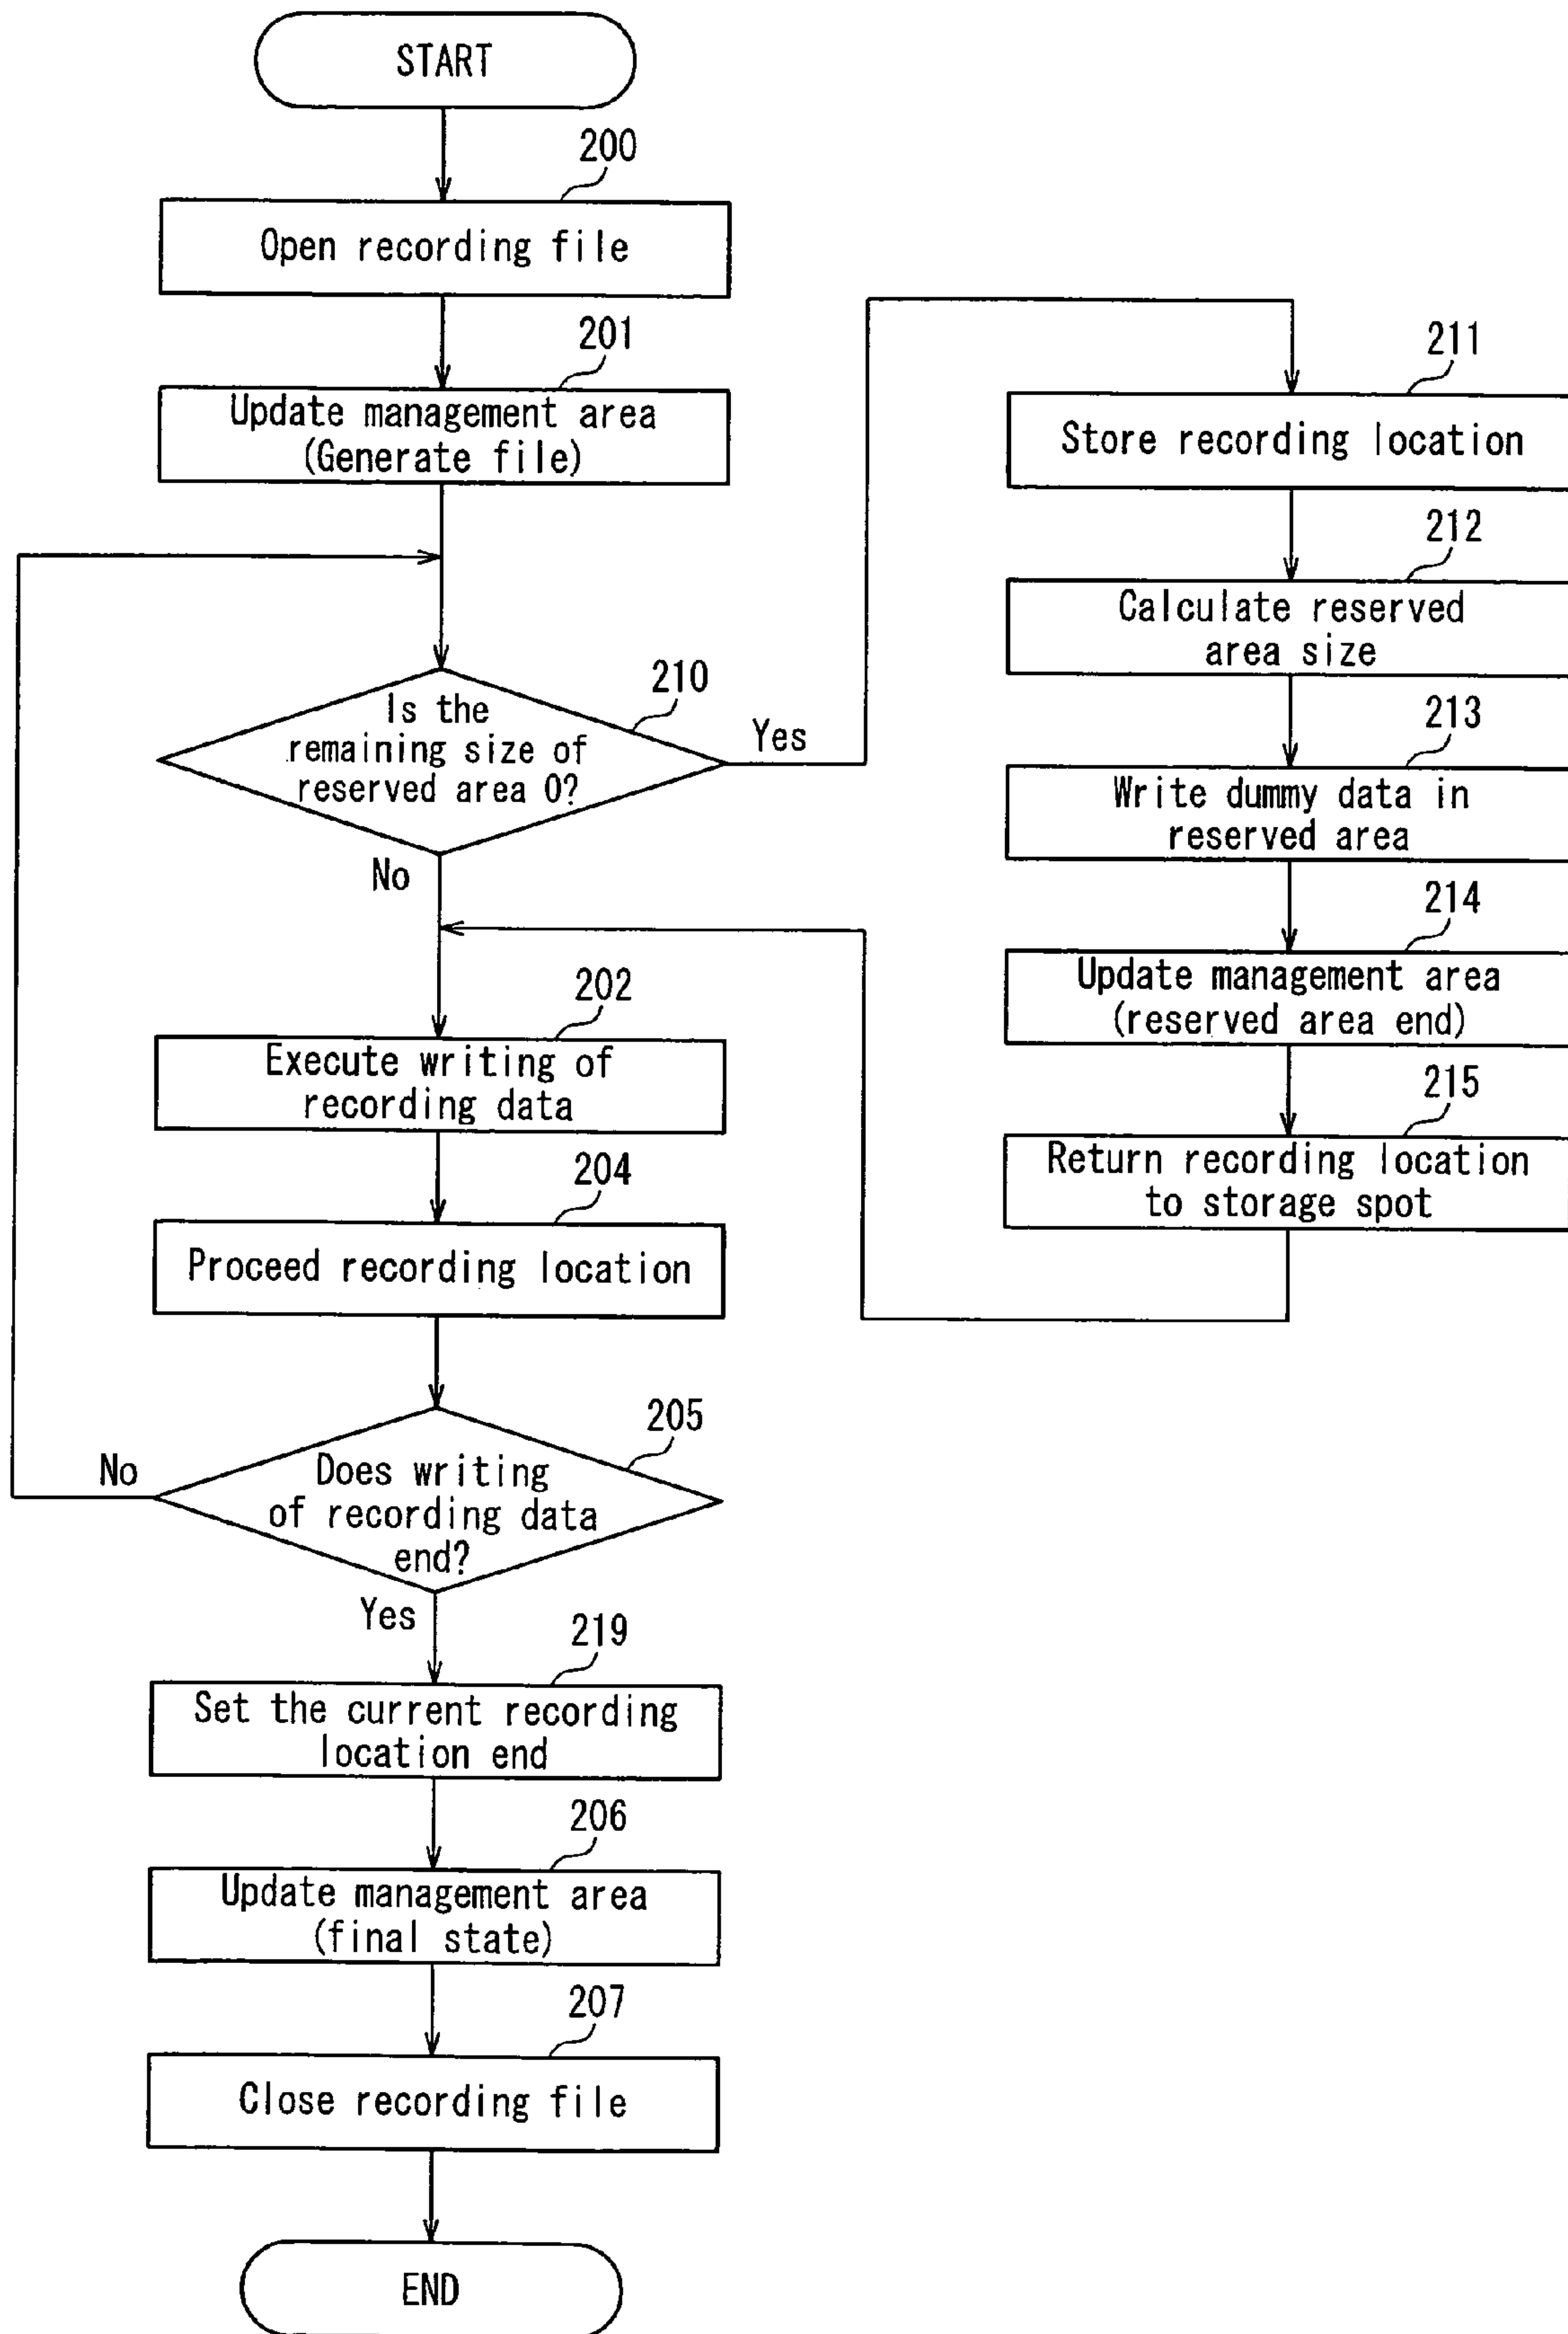 START
200
Open recording file
201
Update management area
(Generate file)
210
Is the
remaining size of
reserved area 0?
Yes
No
211
Store recording location
212
Calculate reserved
area size
213
Write dummy data in
reserved area
214
Update management area
(reserved area end)
215
Return recording location
to storage spot
202
Execute writing of
recording data
204
Proceed recording location
205
Does writing
of recording data
end?
No
Yes
219
Set the current recording
location end
206
Update management area
(final state)
207
Close recording file
END